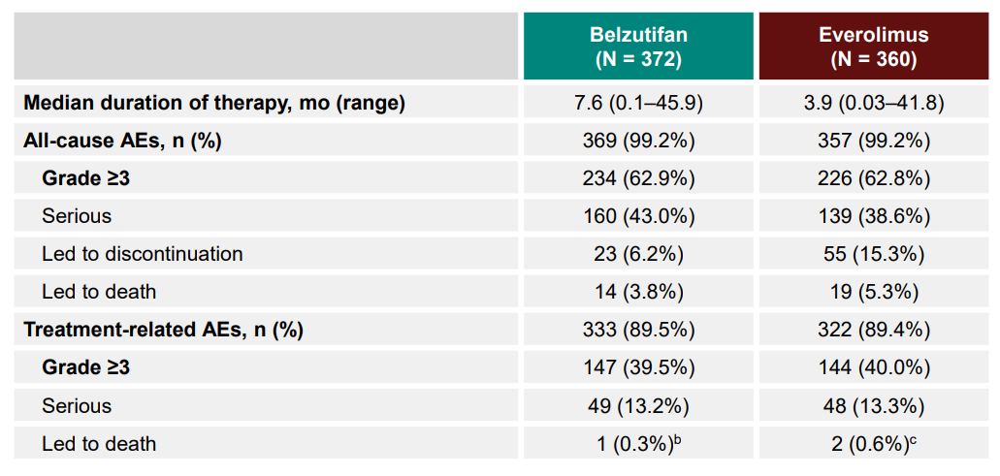 Belzutifan
(N = 372)
Everolimus
(N = 360)
Median duration of therapy, mo (range) 7.6 (0.1–45.9) 3.9 (0.03–41.8)
All-cause AEs, n (%) 369 (99.2%) 357 (99.2%)
Grade ≥3 234 (62.9%) 226 (62.8%)
Serious 160 (43.0%) 139 (38.6%)
Led to discontinuation 23 (6.2%) 55 (15.3%)
Led to death 14 (3.8%) 19 (5.3%)
Treatment-related AEs, n (%) 333 (89.5%) 322 (89.4%)
Grade ≥3 147 (39.5%) 144 (40.0%)
Serious 49 (13.2%) 48 (13.3%)
Led to death 1 (0.3%)ᵇ 2 (0.6%)ᶜ